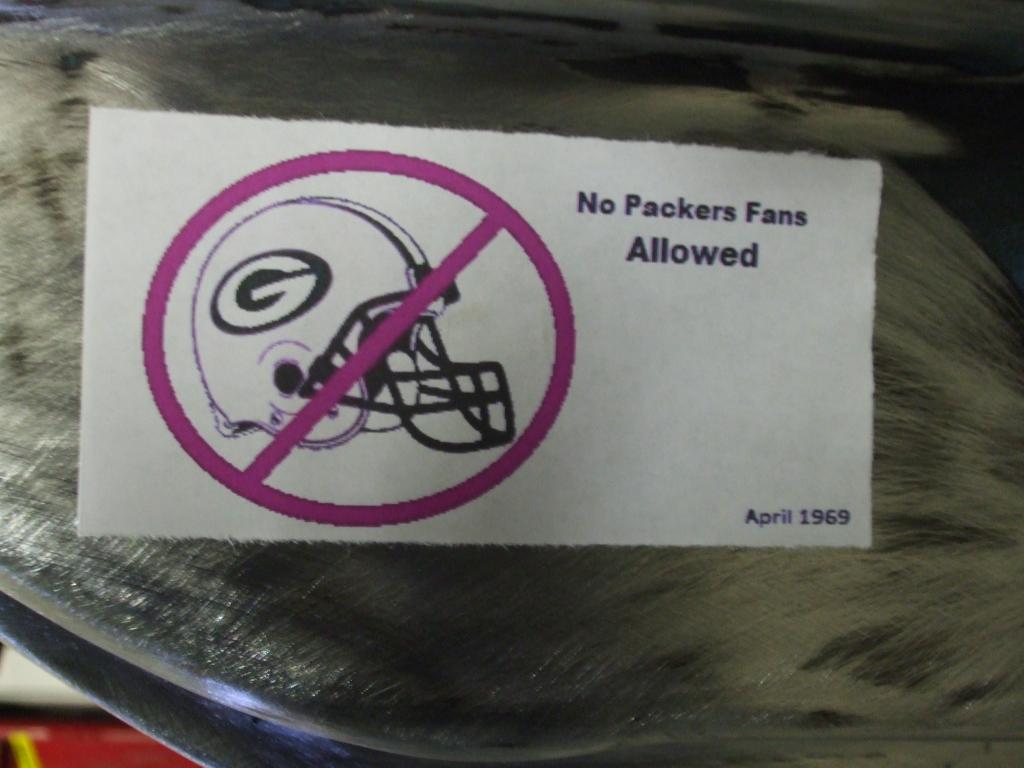 G
No Packers Fans
Allowed
April 1969